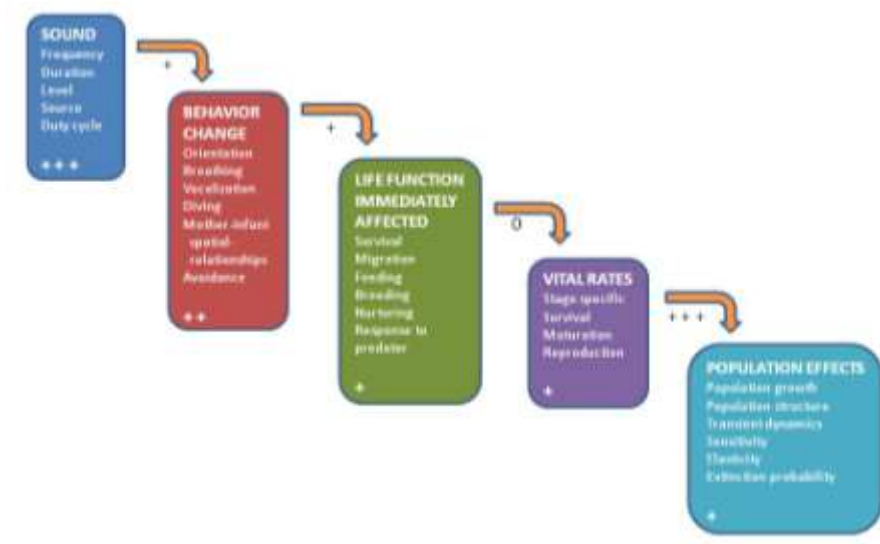 SOUND
Frequency
Duration
Level
Source
Duty cycle
+ + +
+
BEHAVIOR
CHANGE
Orientation
Breathing
Vocalization
Diving
Mother-infant
spatial
relationships
Avoidance
+ +
+
LIFE FUNCTION
IMMEDIATELY
AFFECTED
Survival
Migration
Feeding
Breeding
Nurturing
Response to
predator
+
0
VITAL RATES
Stage specific
Survival
Maturation
Reproduction
+
+ + +
POPULATION EFFECTS
Population growth
Population structure
Transient dynamics
Sensitivity
Elasticity
Extinction probability
+